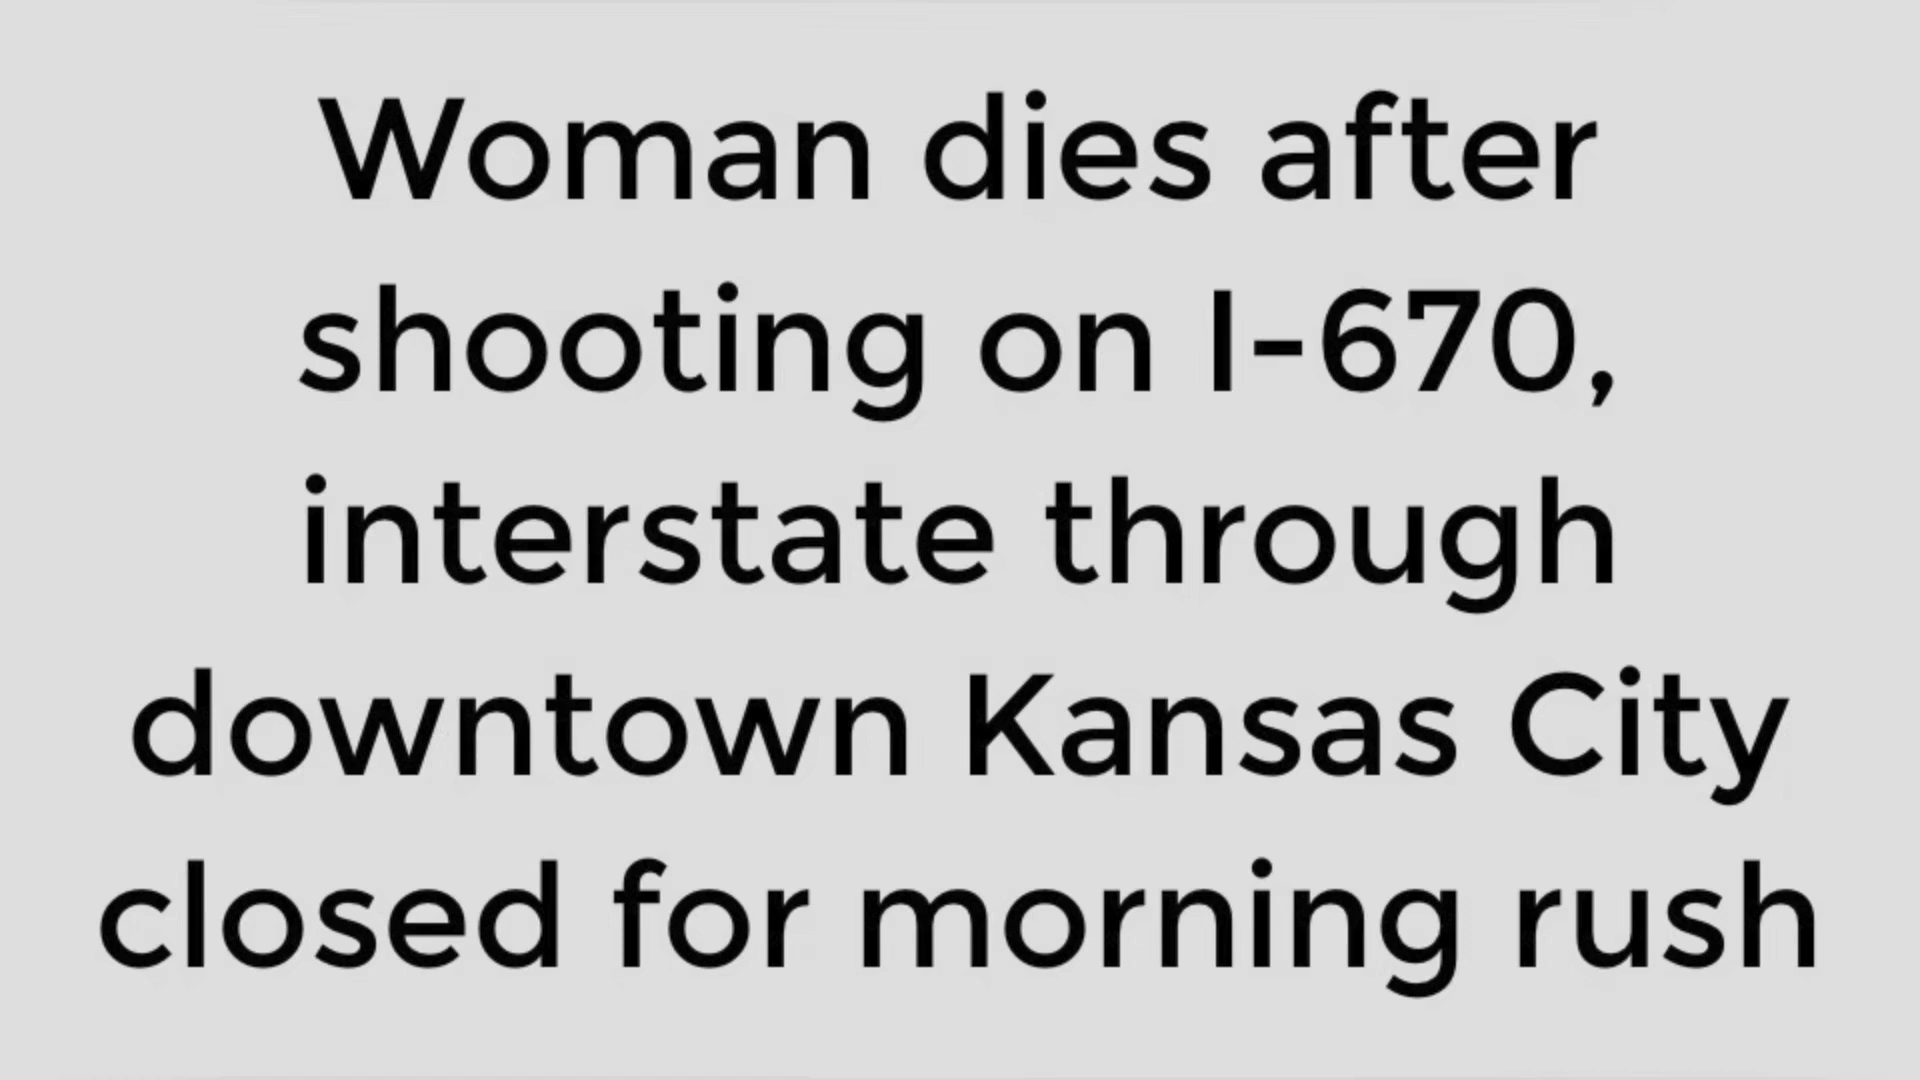 Woman dies after
shooting on I-670,
interstate through
downtown Kansas City
closed for morning rush